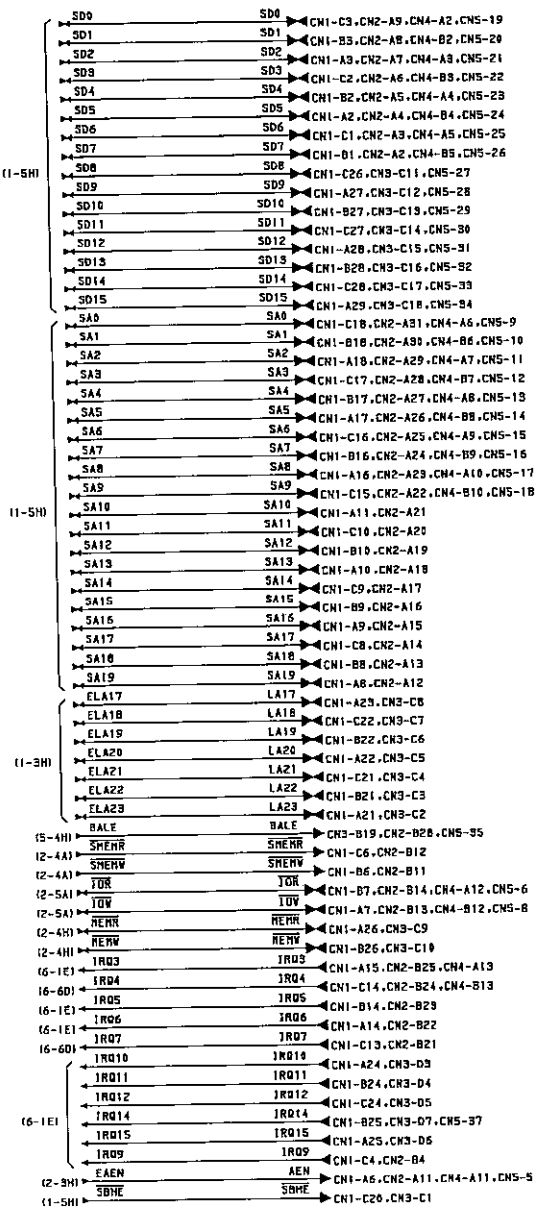 SD0 SD0 CN1-C3,CN2-A9,CN4-A2,CN5-19
SD1 SD1 CN1-B3,CN2-A8,CN4-B2,CN5-20
SD2 SD2 CN1-A3,CN2-A7,CN4-A3,CN5-21
SD3 SD3 CN1-C2,CN2-A6,CN4-B3,CN5-22
SD4 SD4 CN1-B2,CN2-A5,CN4-A4,CN5-23
SD5 SD5 CN1-A2,CN2-A4,CN4-B4,CN5-24
SD6 SD6 CN1-C1,CN2-A3,CN4-A5,CN5-25
SD7 SD7 CN1-B1,CN2-A2,CN4-B5,CN5-26
(1-5H) SD8 SD8 CN1-C26,CN3-C11,CN5-27
SD9 SD9 CN1-A27,CN3-C12,CN5-28
SD10 SD10 CN1-B27,CN3-C13,CN5-29
SD11 SD11 CN1-C27,CN3-C14,CN5-30
SD12 SD12 CN1-A28,CN3-C15,CN5-31
SD13 SD13 CN1-B28,CN3-C16,CN5-32
SD14 SD14 CN1-C28,CN3-C17,CN5-33
SD15 SD15 CN1-A29,CN3-C18,CN5-34
SA0 SA0 CN1-C18,CN2-A31,CN4-A6,CN5-9
SA1 SA1 CN1-B18,CN2-A30,CN4-B6,CN5-10
SA2 SA2 CN1-A18,CN2-A29,CN4-A7,CN5-11
SA3 SA3 CN1-C17,CN2-A28,CN4-B7,CN5-12
SA4 SA4 CN1-B17,CN2-A27,CN4-A8,CN5-13
SA5 SA5 CN1-A17,CN2-A26,CN4-B8,CN5-14
SA6 SA6 CN1-C16,CN2-A25,CN4-A9,CN5-15
SA7 SA7 CN1-B16,CN2-A24,CN4-B9,CN5-16
SA8 SA8 CN1-A16,CN2-A23,CN4-A10,CN5-17
SA9 SA9 CN1-C15,CN2-A22,CN4-B10,CN5-18
(1-5H) SA10 SA10 CN1-A11,CN2-A21
SA11 SA11 CN1-C10,CN2-A20
SA12 SA12 CN1-B10,CN2-A19
SA13 SA13 CN1-A10,CN2-A18
SA14 SA14 CN1-C9,CN2-A17
SA15 SA15 CN1-B9,CN2-A16
SA16 SA16 CN1-A9,CN2-A15
SA17 SA17 CN1-C8,CN2-A14
SA18 SA18 CN1-B8,CN2-A13
SA19 SA19 CN1-A8,CN2-A12
ELA17 LA17 CN1-A23,CN3-C8
ELA18 LA18 CN1-C22,CN3-C7
ELA19 LA19 CN1-B22,CN3-C6
(1-3H) ELA20 LA20 CN1-A22,CN3-C5
ELA21 LA21 CN1-C21,CN3-C4
ELA22 LA22 CN1-B21,CN3-C3
ELA23 LA23 CN1-A21,CN3-C2
(5-4H) BALE BALE CN3-B19,CN2-B28,CN5-35
(2-4A) SMEMR SMEMR CN1-C6,CN2-B12
(2-4A) SMEMW SMEMW CN1-B6,CN2-B11
(2-5A) IOR IOR CN1-B7,CN2-B14,CN4-A12,CN5-6
(2-5A) IOW IOW CN1-A7,CN2-B13,CN4-B12,CN5-8
(2-4H) MEMR MEMR CN1-A26,CN3-C9
(2-4H) MEMW MEMW CN1-B26,CN3-C10
(6-1E) IRQ3 IRQ3 CN1-A15,CN2-B25,CN4-A13
(6-6D) IRQ4 IRQ4 CN1-C14,CN2-B24,CN4-B13
(6-1E) IRQ5 IRQ5 CN1-B14,CN2-B23
(6-1E) IRQ6 IRQ6 CN1-A14,CN2-B22
(6-6D) IRQ7 IRQ7 CN1-C13,CN2-B21
IRQ10 IRQ10 CN1-A24,CN3-D3
IRQ11 IRQ11 CN1-B24,CN3-D4
IRQ12 IRQ12 CN1-C24,CN3-D5
(6-1E) IRQ14 IRQ14 CN1-B25,CN3-D7,CN5-37
IRQ15 IRQ15 CN1-A25,CN3-D6
IRQ9 IRQ9 CN1-C4,CN2-B4
(2-3H) EAEN AEN CN1-A6,CN2-A11,CN4-A11,CN5-5
(1-5H) SBHE SBHE CN1-C20,CN3-C1